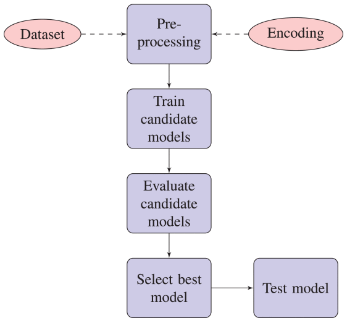 Dataset
Pre-
processing
Encoding
Train
candidate
models
Evaluate
candidate
models
Select best
model
Test model